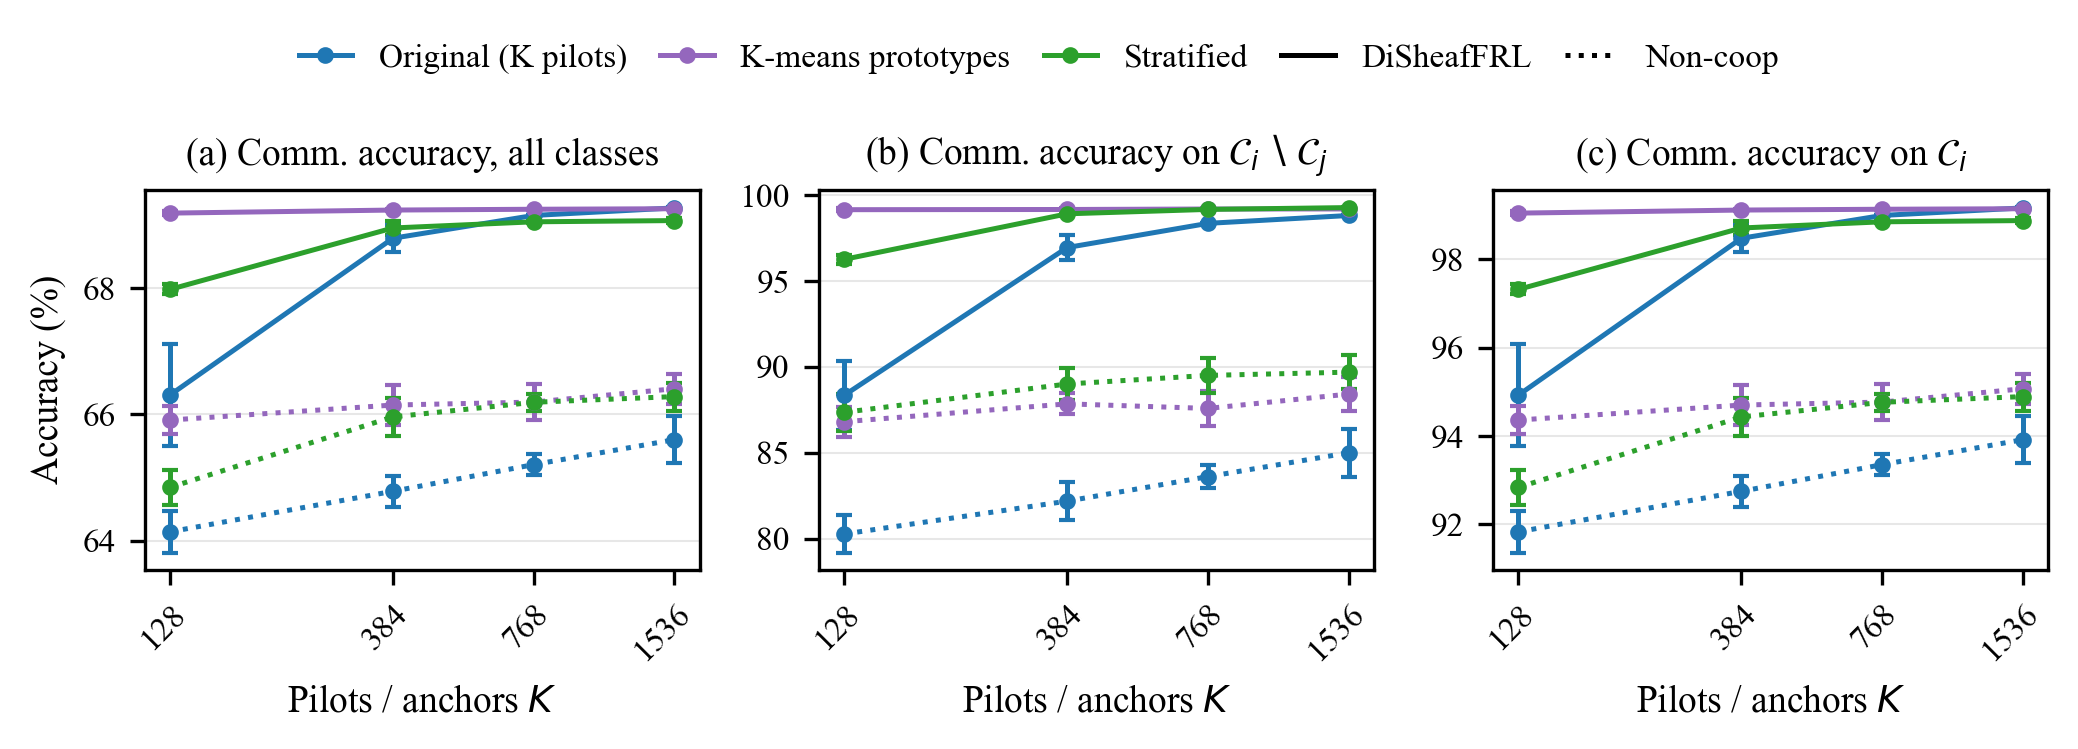 Original (K pilots) K-means prototypes Stratified DiSheafFRL Non-coop
(a) Comm. accuracy, all classes
(b) Comm. accuracy on 𝒞i \ 𝒞j
(c) Comm. accuracy on 𝒞i
Accuracy (%)
68
66
64
128 384 768 1536
Pilots / anchors K
100
95
90
85
80
128 384 768 1536
Pilots / anchors K
98
96
94
92
128 384 768 1536
Pilots / anchors K